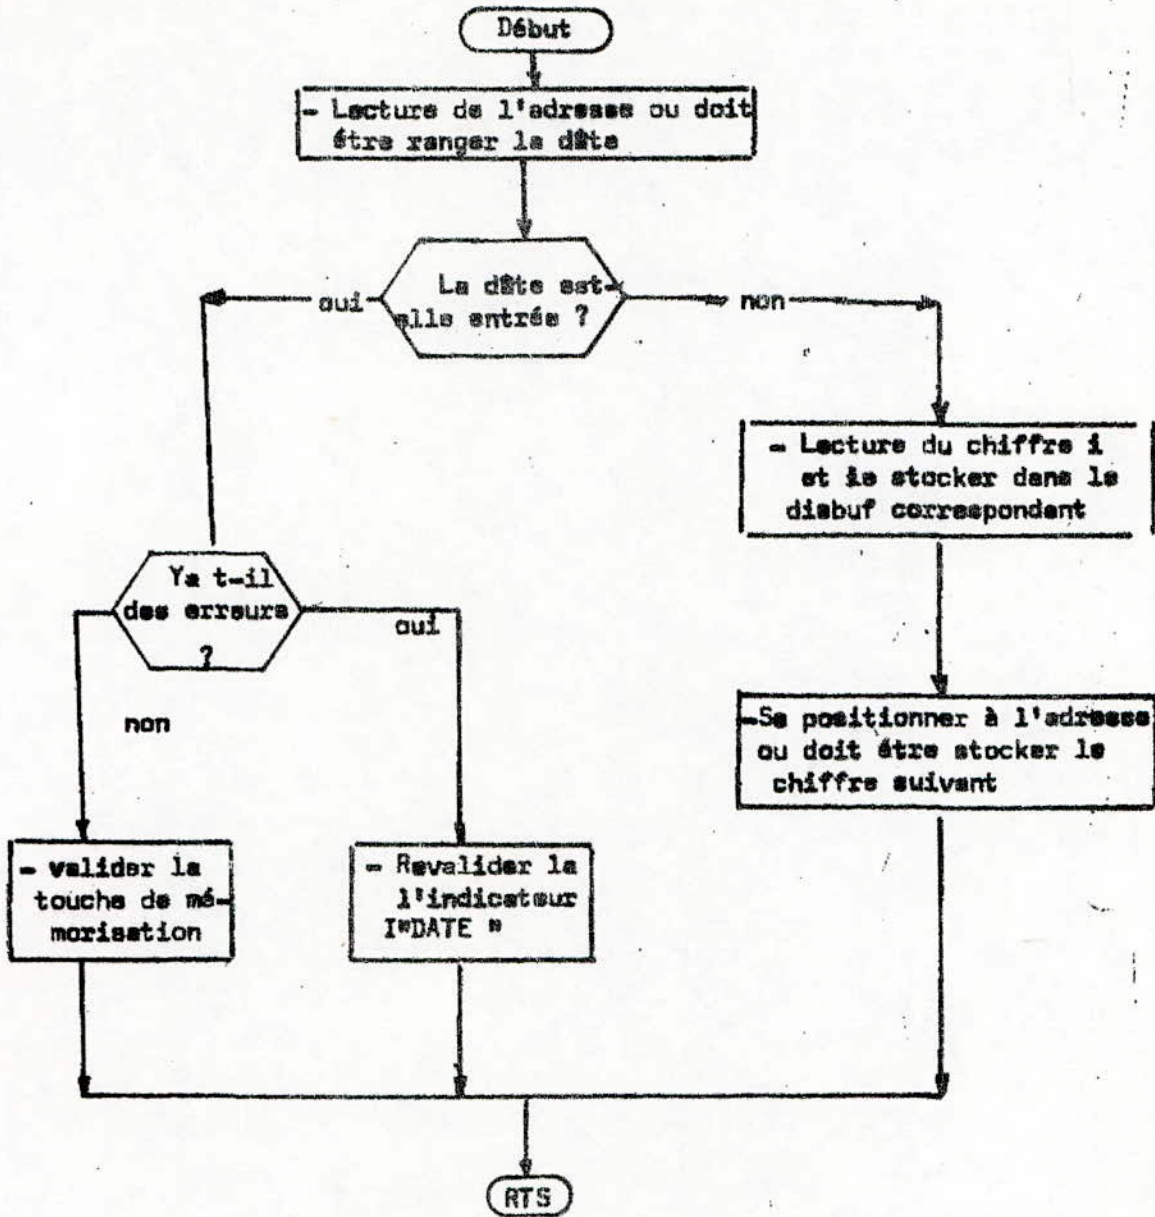 Début
- Lecture de l'adresse ou doit
être ranger la dâte
La dâte est-
elle entrée ?
oui
non
- Lecture du chiffre i
et le stocker dans le
disbuf correspondant
Ya t-il
des erreurs
?
oui
non
-Se positionner à l'adresse
ou doit être stocker le
chiffre suivant
- valider la
touche de mé-
morisation
- Revalider la
l'indicateur
I"DATE "
RTS